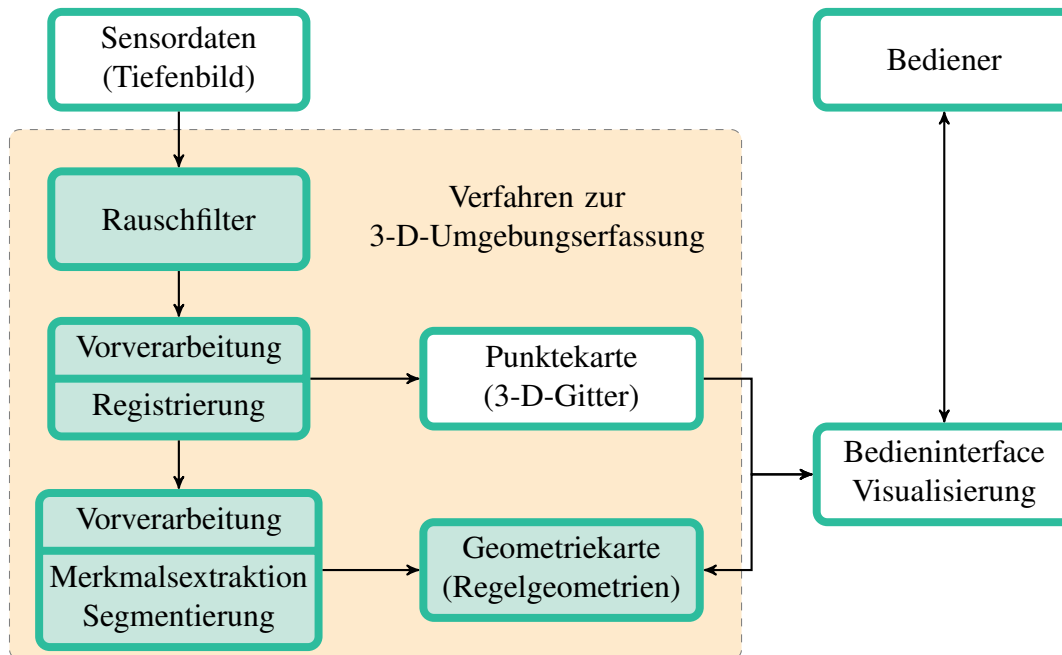 Sensordaten
(Tiefenbild)
Bediener
Rauschfilter
Verfahren zur
3-D-Umgebungserfassung
Vorverarbeitung
Registrierung
Punktekarte
(3-D-Gitter)
Bedieninterface
Visualisierung
Vorverarbeitung
Merkmalsextraktion
Segmentierung
Geometriekarte
(Regelgeometrien)